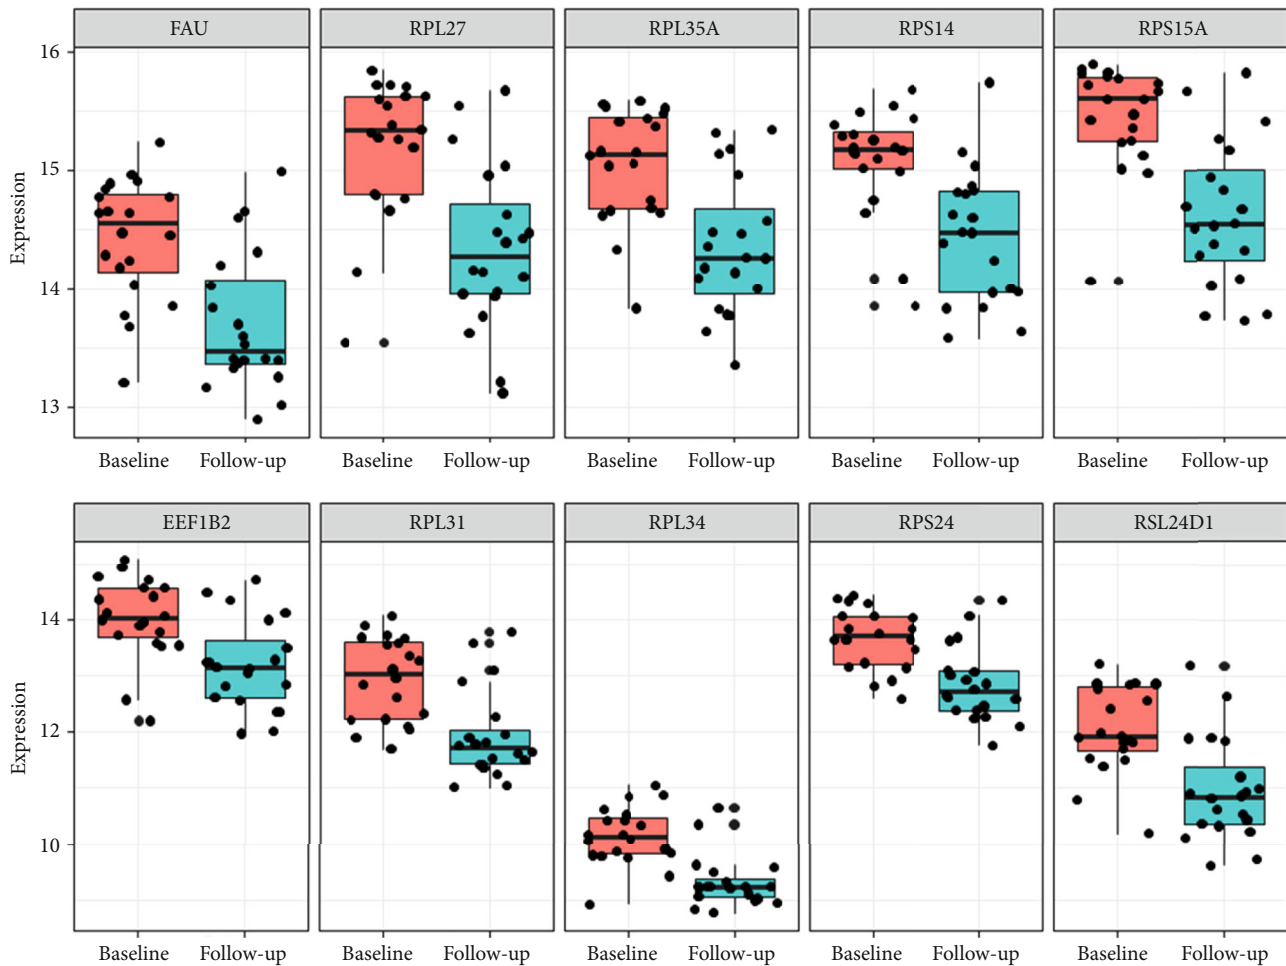 FAU RPL27 RPL35A RPS14 RPS15A
16
15
Expression
14
13
Baseline Follow-up Baseline Follow-up Baseline Follow-up Baseline Follow-up Baseline Follow-up
EEF1B2 RPL31 RPL34 RPS24 RSL24D1
14
Expression
12
10
Baseline Follow-up Baseline Follow-up Baseline Follow-up Baseline Follow-up Baseline Follow-up